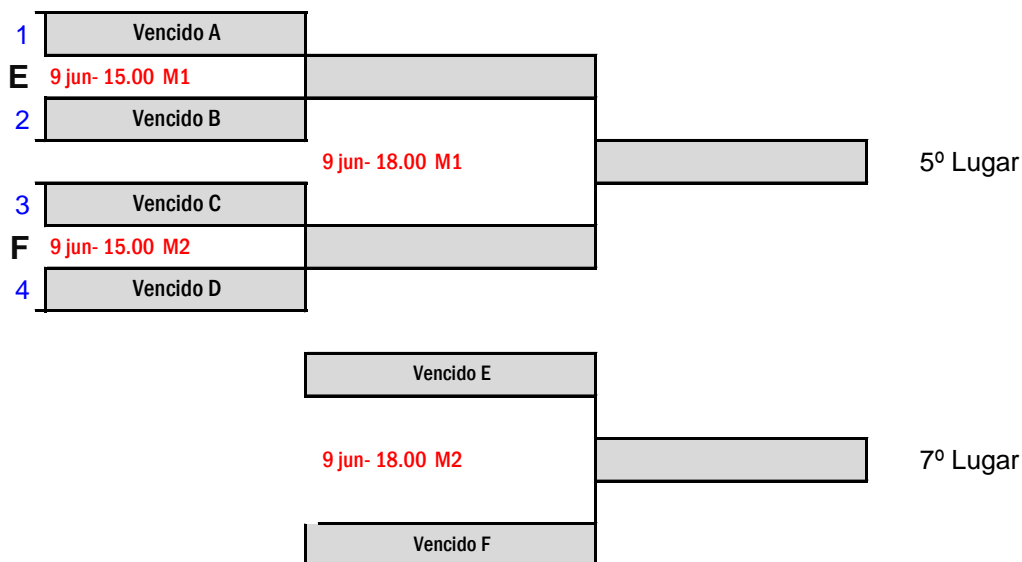 1 Vencido A
E 9 jun- 15.00 M1
2 Vencido B
9 jun- 18.00 M1 5º Lugar
3 Vencido C
F 9 jun- 15.00 M2
4 Vencido D
Vencido E
9 jun- 18.00 M2 7º Lugar
Vencido F